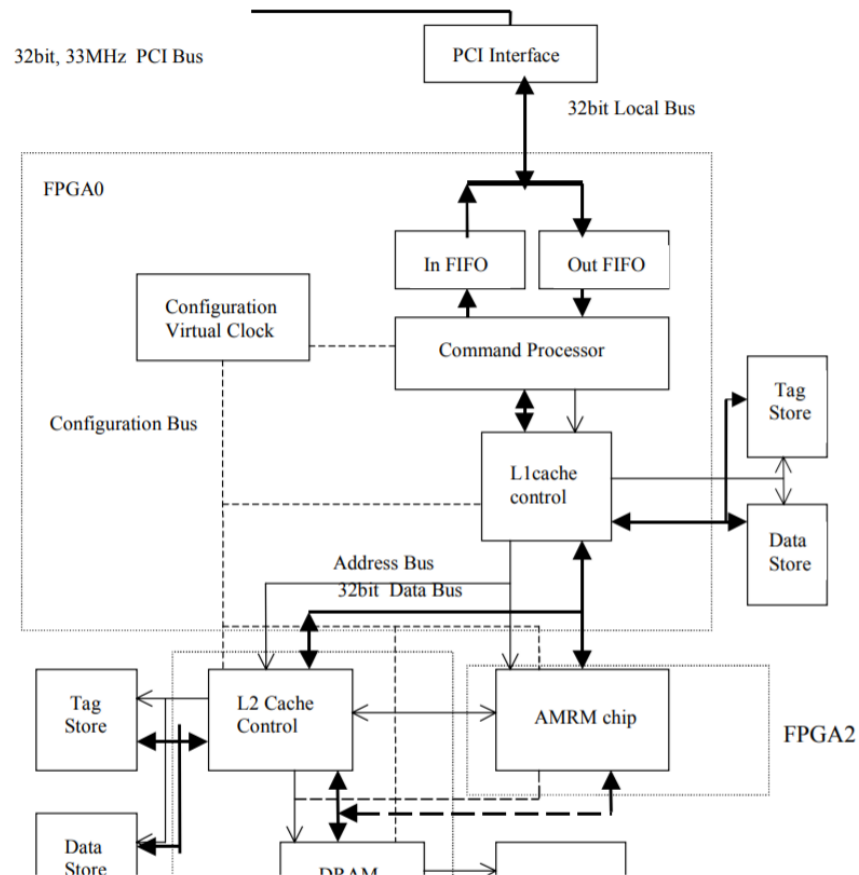 32bit, 33MHz PCI Bus
PCI Interface
32bit Local Bus
FPGA0
In FIFO
Out FIFO
Configuration
Virtual Clock
Command Processor
Configuration Bus
Tag
Store
L1cache
control
Data
Store
Address Bus
32bit Data Bus
Tag
Store
L2 Cache
Control
AMRM chip
FPGA2
Data
Store
DRAM